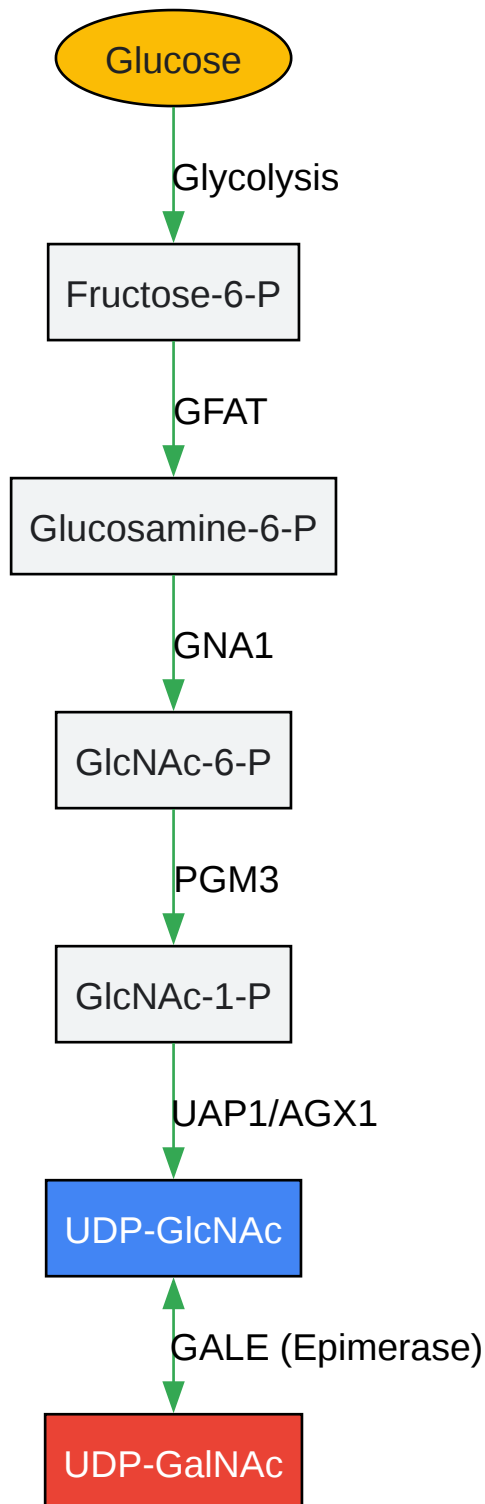 Glucose
Glycolysis
Fructose-6-P
GFAT
Glucosamine-6-P
GNA1
GlcNAc-6-P
PGM3
GlcNAc-1-P
UAP1/AGX1
UDP-GlcNAc
GALE (Epimerase)
UDP-GalNAc